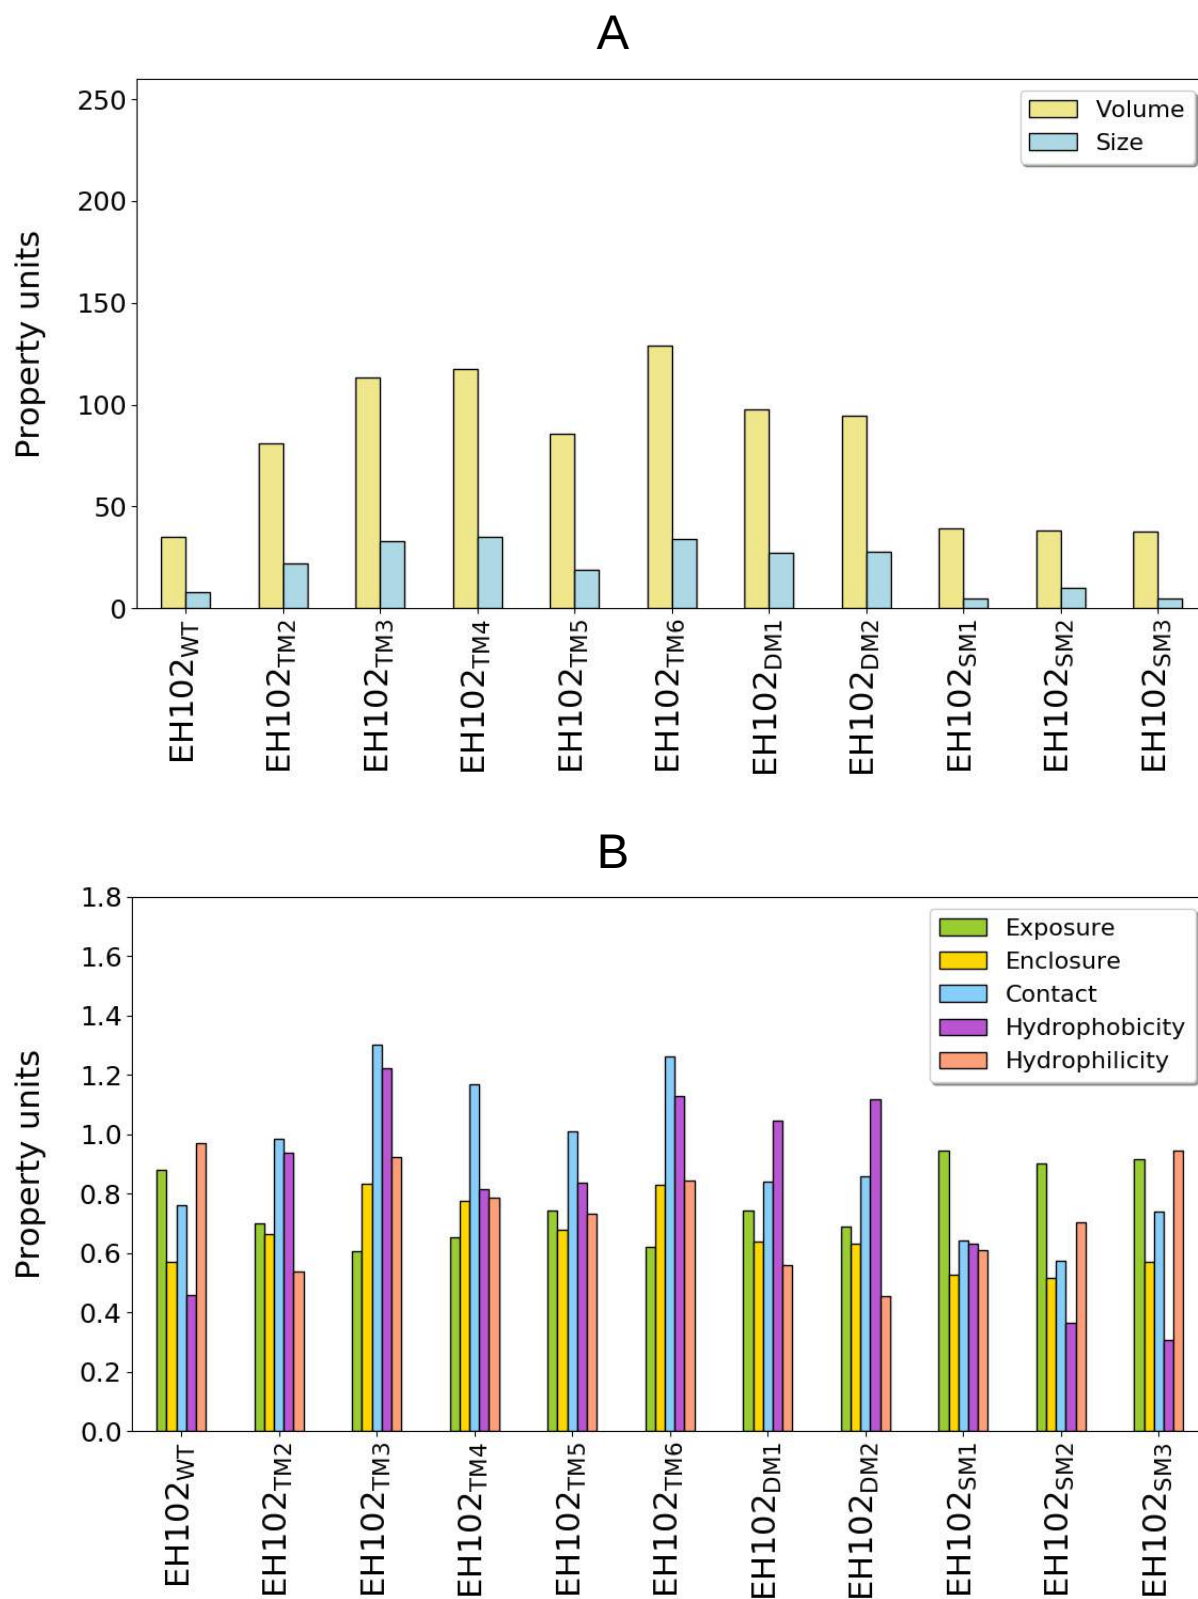 A
Property units
250
200
150
100
50
0
Volume
Size
EH102WT
EH102TM2
EH102TM3
EH102TM4
EH102TM5
EH102TM6
EH102DM1
EH102DM2
EH102SM1
EH102SM2
EH102SM3
B
Property units
1.8
1.6
1.4
1.2
1.0
0.8
0.6
0.4
0.2
0.0
Exposure
Enclosure
Contact
Hydrophobicity
Hydrophilicity
EH102WT
EH102TM2
EH102TM3
EH102TM4
EH102TM5
EH102TM6
EH102DM1
EH102DM2
EH102SM1
EH102SM2
EH102SM3